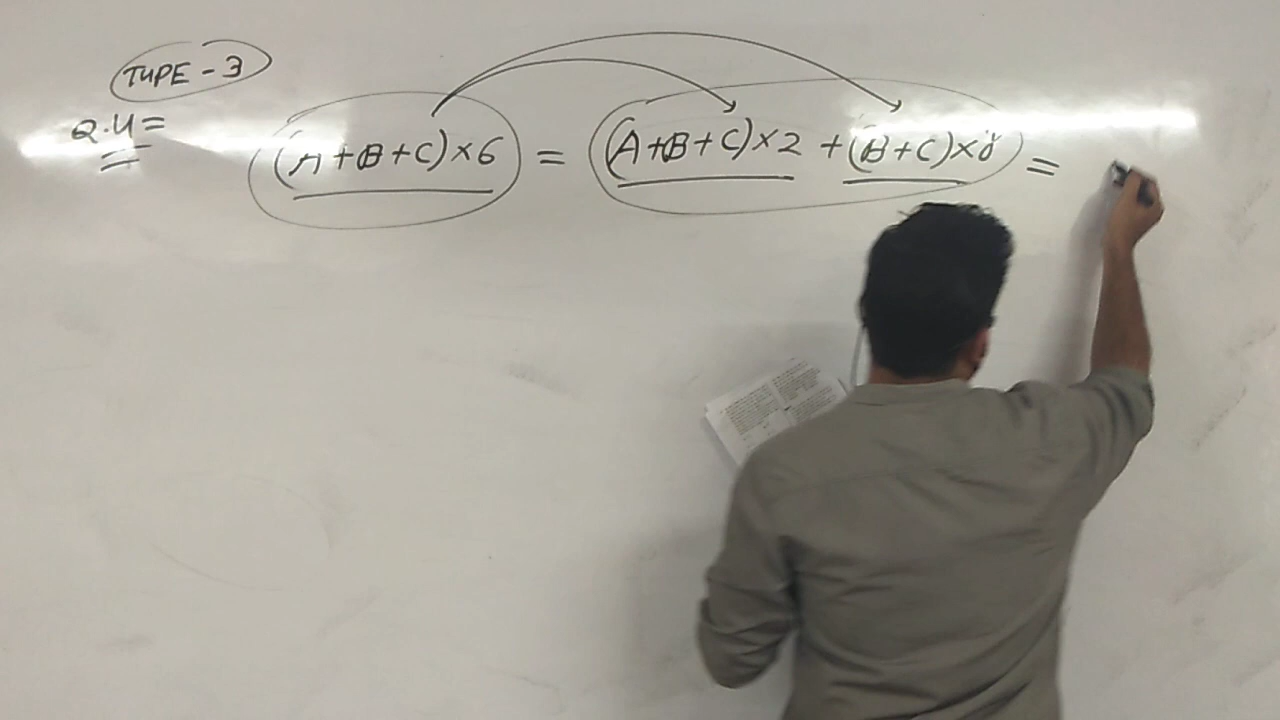 TYPE - 3
Q.4=
(A+B+C)×6 = (A+B+C)×2 + (B+C)×8 =